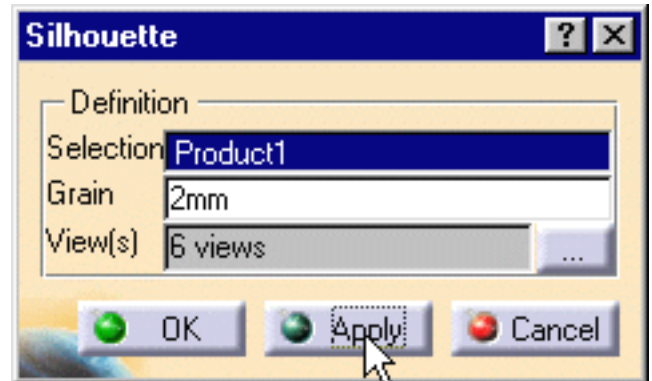 Silhouette
Definition
Selection Product1
Grain 2mm
View(s) 6 views ...
OK Apply Cancel